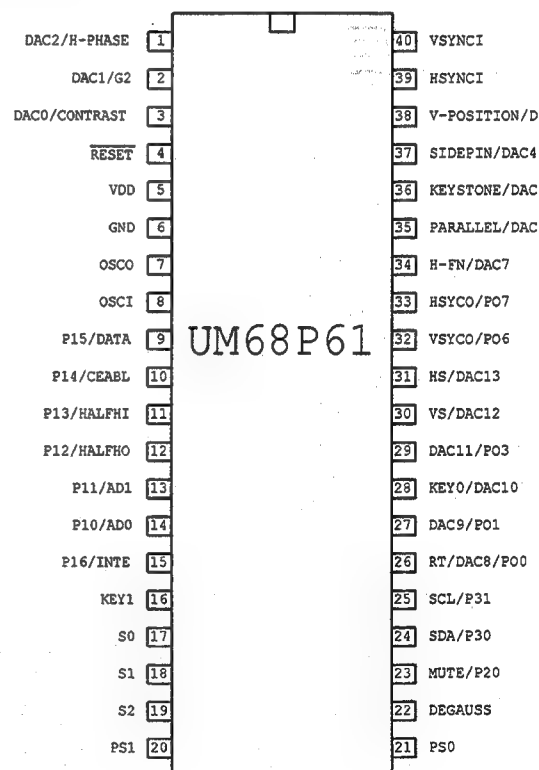 DAC2/H-PHASE 1 40 VSYNCI
DAC1/G2 2 39 HSYNCI
DAC0/CONTRAST 3 38 V-POSITION/D
RESET 4 37 SIDEPIN/DAC4
VDD 5 36 KEYSTONE/DAC
GND 6 35 PARALLEL/DAC
OSCO 7 34 H-FN/DAC7
OSCI 8 33 HSYCO/PO7
P15/DATA 9 UM68P61 32 VSYCO/PO6
P14/CEABL 10 31 HS/DAC13
P13/HALFHI 11 30 VS/DAC12
P12/HALFHO 12 29 DAC11/PO3
P11/AD1 13 28 KEY0/DAC10
P10/AD0 14 27 DAC9/PO1
P16/INTE 15 26 RT/DAC8/PO0
KEY1 16 25 SCL/P31
S0 17 24 SDA/P30
S1 18 23 MUTE/P20
S2 19 22 DEGAUSS
PS1 20 21 PS0